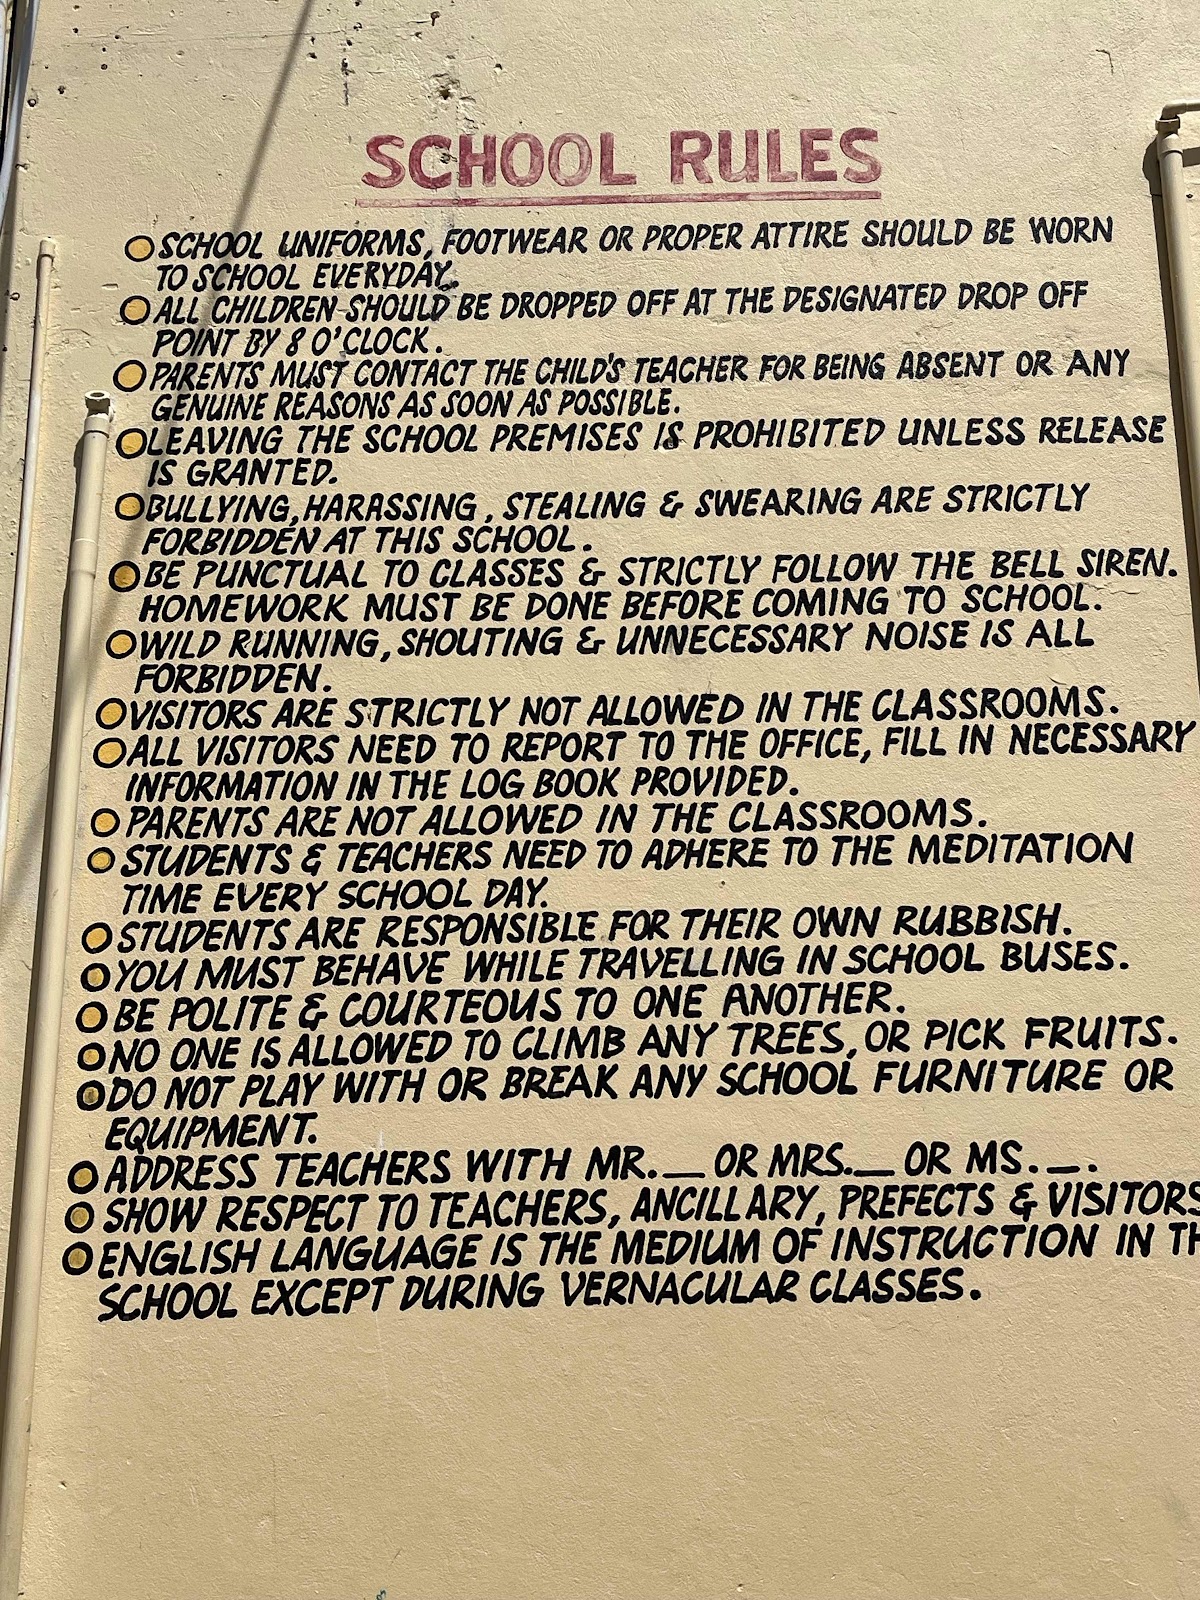 SCHOOL RULES
SCHOOL UNIFORMS, FOOTWEAR OR PROPER ATTIRE SHOULD BE WORN
TO SCHOOL EVERYDAY.
ALL CHILDREN SHOULD BE DROPPED OFF AT THE DESIGNATED DROP OFF
POINT BY 8 O'CLOCK.
PARENTS MUST CONTACT THE CHILD'S TEACHER FOR BEING ABSENT OR ANY
GENUINE REASONS AS SOON AS POSSIBLE.
LEAVING THE SCHOOL PREMISES IS PROHIBITED UNLESS RELEASE
IS GRANTED.
BULLYING, HARASSING, STEALING & SWEARING ARE STRICTLY
FORBIDDEN AT THIS SCHOOL.
BE PUNCTUAL TO CLASSES & STRICTLY FOLLOW THE BELL SIREN.
HOMEWORK MUST BE DONE BEFORE COMING TO SCHOOL.
WILD RUNNING, SHOUTING & UNNECESSARY NOISE IS ALL
FORBIDDEN.
VISITORS ARE STRICTLY NOT ALLOWED IN THE CLASSROOMS.
ALL VISITORS NEED TO REPORT TO THE OFFICE, FILL IN NECESSARY
INFORMATION IN THE LOG BOOK PROVIDED.
PARENTS ARE NOT ALLOWED IN THE CLASSROOMS.
STUDENTS & TEACHERS NEED TO ADHERE TO THE MEDITATION
TIME EVERY SCHOOL DAY.
STUDENTS ARE RESPONSIBLE FOR THEIR OWN RUBBISH.
YOU MUST BEHAVE WHILE TRAVELLING IN SCHOOL BUSES.
BE POLITE & COURTEOUS TO ONE ANOTHER.
NO ONE IS ALLOWED TO CLIMB ANY TREES, OR PICK FRUITS.
DO NOT PLAY WITH OR BREAK ANY SCHOOL FURNITURE OR
EQUIPMENT.
ADDRESS TEACHERS WITH MR.__ OR MRS.__ OR MS._.
SHOW RESPECT TO TEACHERS, ANCILLARY, PREFECTS & VISITORS
ENGLISH LANGUAGE IS THE MEDIUM OF INSTRUCTION IN TH
SCHOOL EXCEPT DURING VERNACULAR CLASSES.